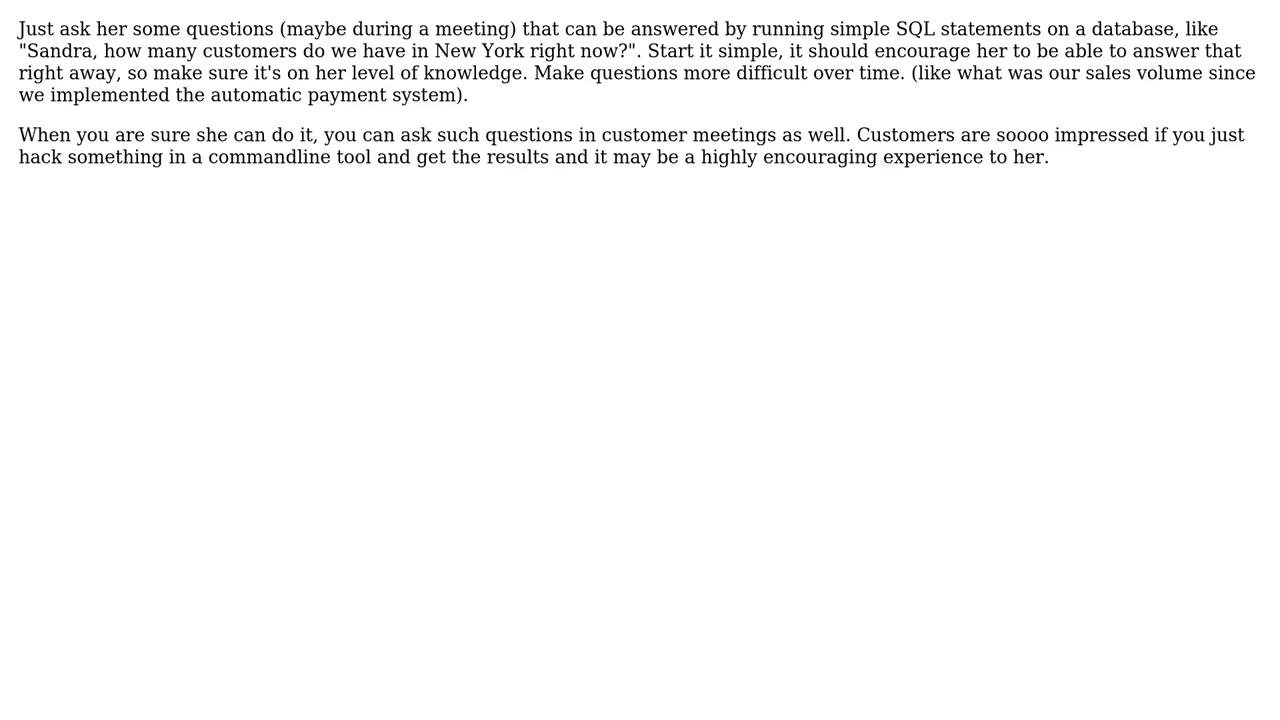 Just ask her some questions (maybe during a meeting) that can be answered by running simple SQL statements on a database, like
"Sandra, how many customers do we have in New York right now?". Start it simple, it should encourage her to be able to answer that
right away, so make sure it's on her level of knowledge. Make questions more difficult over time. (like what was our sales volume since
we implemented the automatic payment system).
When you are sure she can do it, you can ask such questions in customer meetings as well. Customers are soooo impressed if you just
hack something in a commandline tool and get the results and it may be a highly encouraging experience to her.